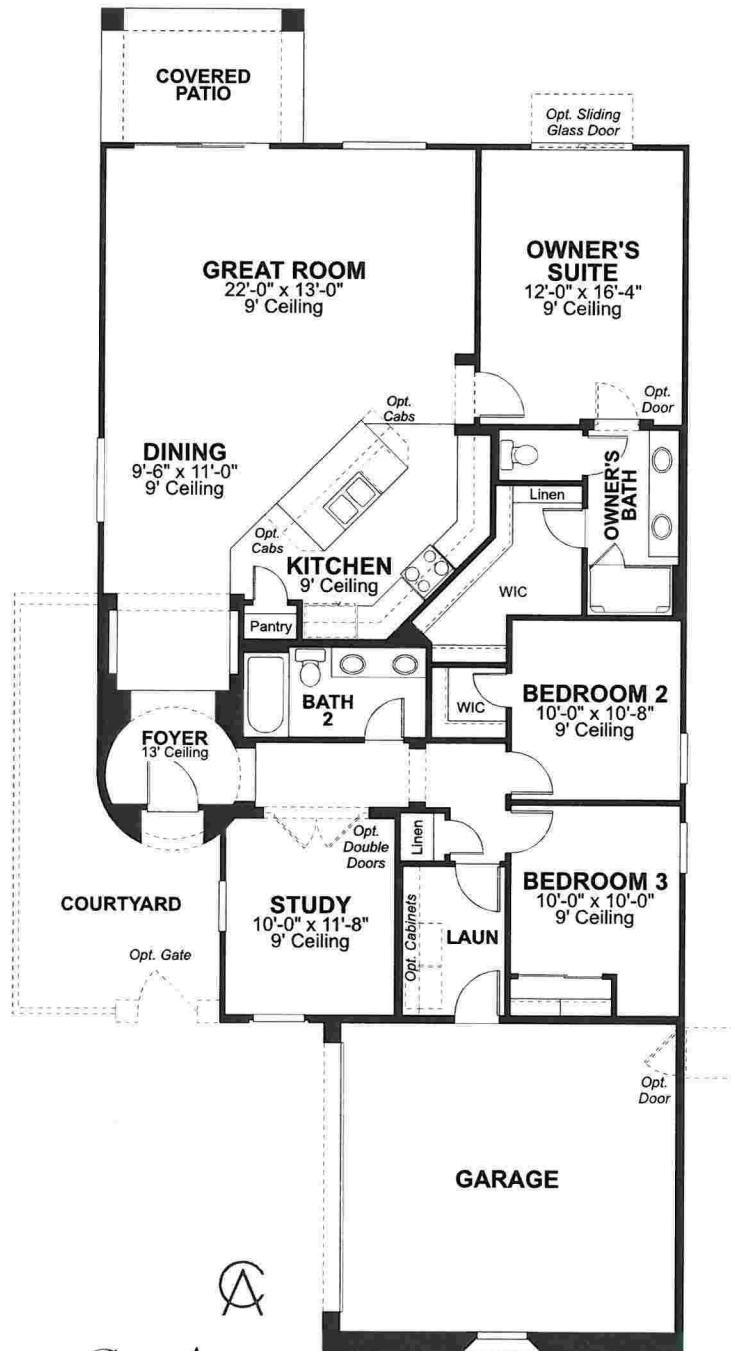 COVERED
PATIO
Opt. Sliding
Glass Door
GREAT ROOM
22'-0" x 13'-0"
9' Ceiling
OWNER'S
SUITE
12'-0" x 16'-4"
9' Ceiling
Opt.
Door
Opt.
Cabs
DINING
9'-6" x 11'-0"
9' Ceiling
OWNER'S
BATH
Linen
Opt.
Cabs
KITCHEN
9' Ceiling
WIC
Pantry
BATH
2
WIC
BEDROOM 2
10'-0" x 10'-8"
9' Ceiling
FOYER
13' Ceiling
Opt.
Double
Doors
Linen
BEDROOM 3
10'-0" x 10'-0"
9' Ceiling
COURTYARD
STUDY
10'-0" x 11'-8"
9' Ceiling
Opt. Cabinets
LAUN
Opt. Gate
Opt.
Door
GARAGE
CA